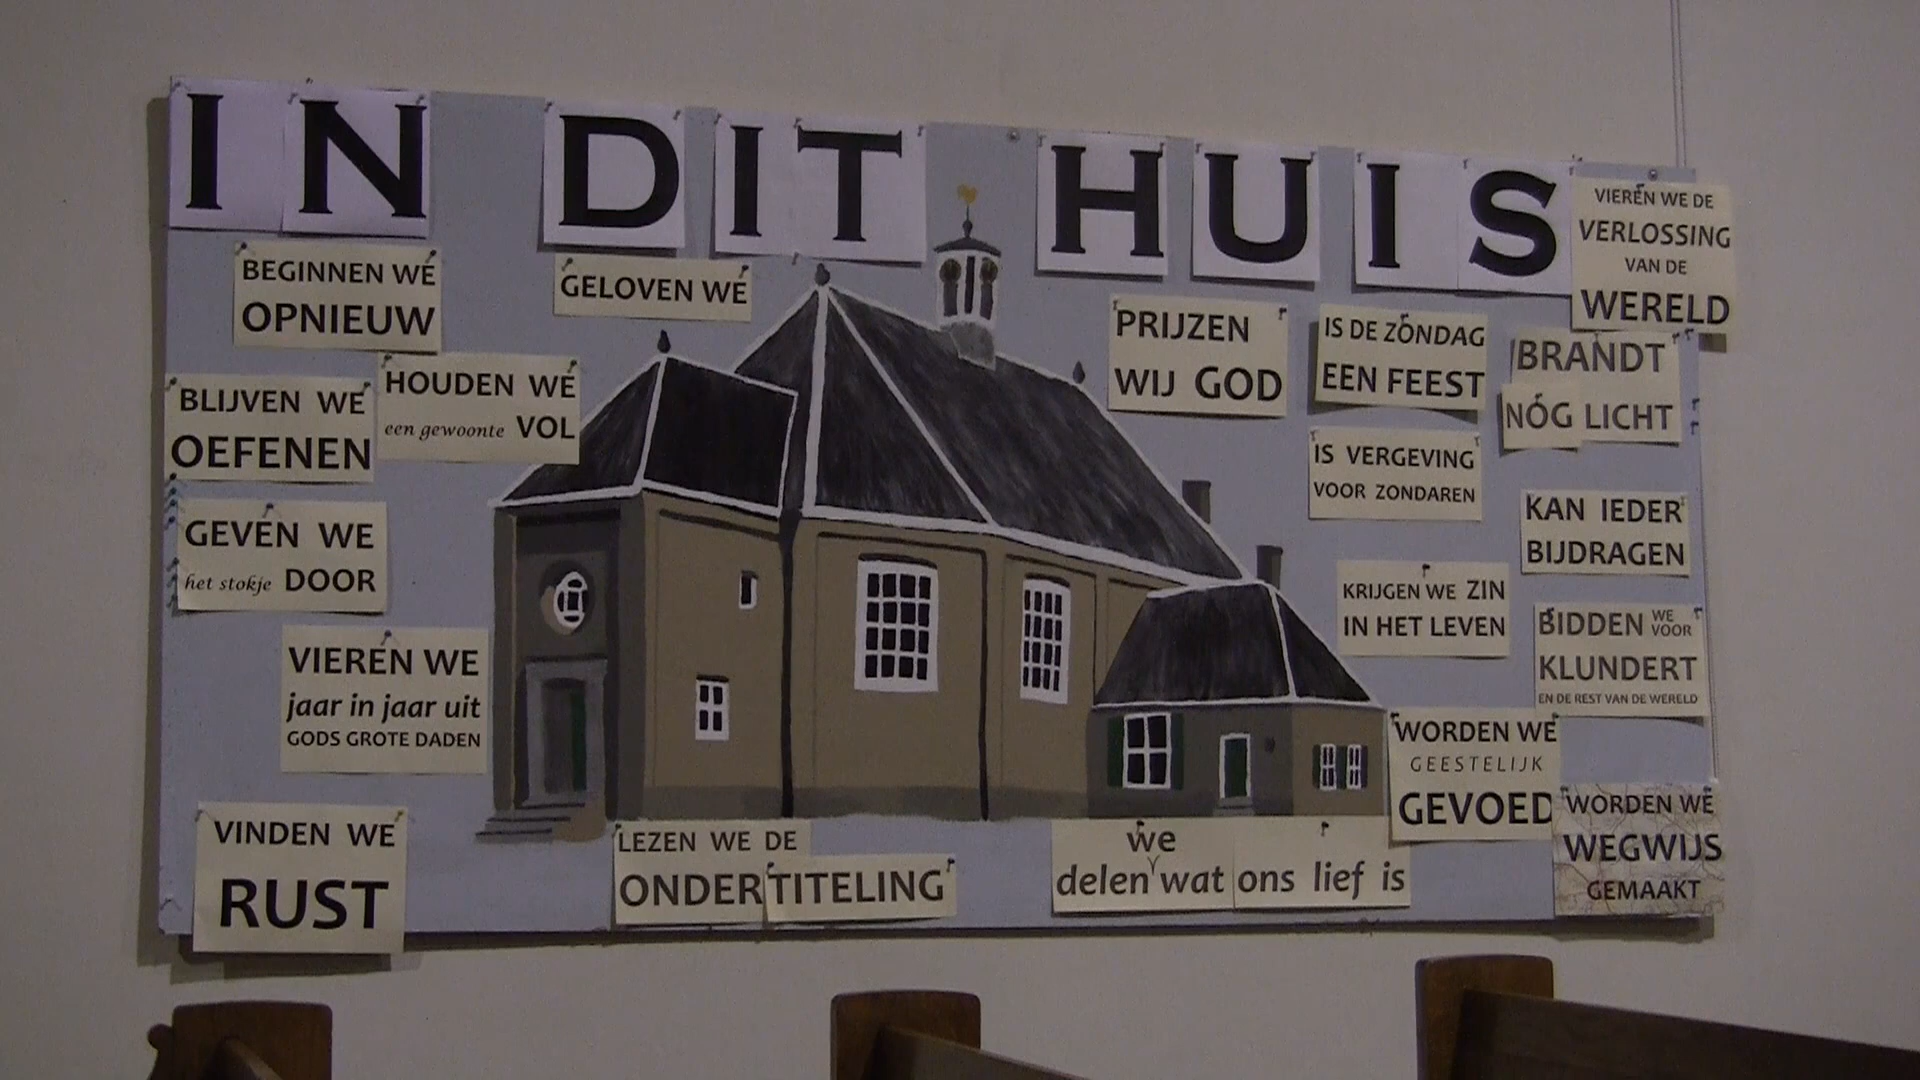 IN DIT HUIS
VIEREN WE DE
VERLOSSING
VAN DE
WERELD
BEGINNEN WE
OPNIEUW
GELOVEN WE
PRIJZEN
WIJ GOD
IS DE ZONDAG
EEN FEEST
BRANDT
NÓG LICHT
BLIJVEN WE
OEFENEN
HOUDEN WE
een gewoonte VOL
IS VERGEVING
VOOR ZONDAREN
KAN IEDER
BIJDRAGEN
GEVEN WE
het stokje DOOR
KRIJGEN WE ZIN
IN HET LEVEN
BIDDEN WE VOOR
KLUNDERT
EN DE REST VAN DE WERELD
VIEREN WE
jaar in jaar uit
GODS GROTE DADEN
WORDEN WE
GEESTELIJK
GEVOED
WORDEN WE
WEGWIJS
GEMAAKT
VINDEN WE
RUST
LEZEN WE DE
ONDERTITELING
we
delen wat ons lief is